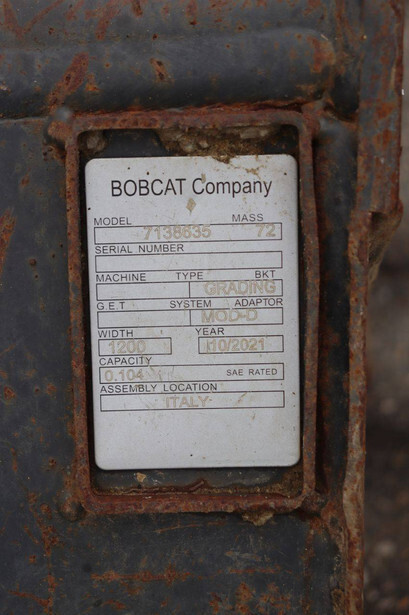 BOBCAT Company
MODEL MASS
7138635 72
SERIAL NUMBER
MACHINE TYPE BKT
GRADING
G.E.T SYSTEM ADAPTOR
MOD-D
WIDTH YEAR
1200 10/2021
CAPACITY
0.104 SAE RATED
ASSEMBLY LOCATION
ITALY